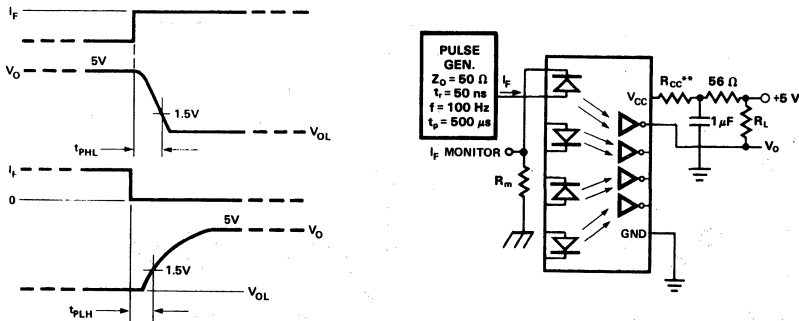 I_F
V_O
5V
1.5V
V_OL
t_PHL
I_F
0
5V
V_O
1.5V
V_OL
t_PLH
PULSE
GEN.
Z_O = 50 Ω
t_r = 50 ns
f = 100 Hz
t_p = 500 μs
I_F
I_F MONITOR
R_m
V_CC
R_CC**
56 Ω
+5 V
1 μF
R_L
V_O
GND